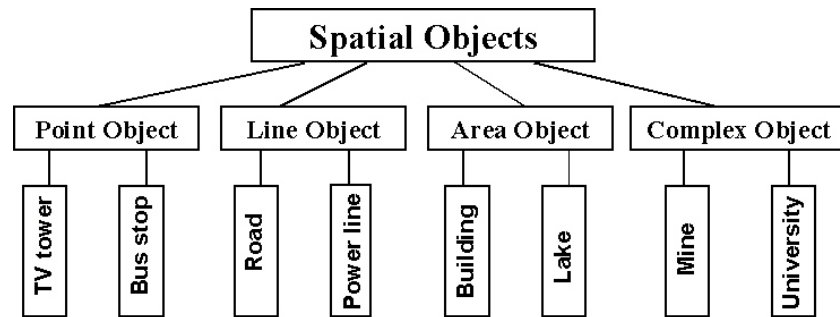 Spatial Objects
Point Object
Line Object
Area Object
Complex Object
TV tower
Bus stop
Road
Power line
Building
Lake
Mine
University